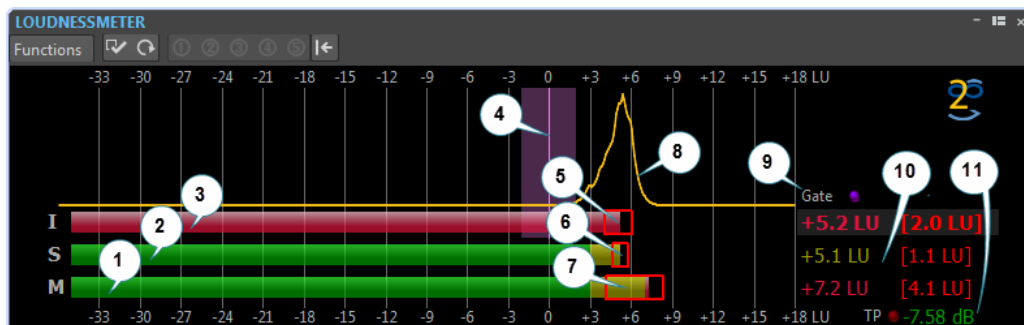 LOUDNESSMETER
Functions ① ② ③ ④ ⑤
-33 -30 -27 -24 -21 -18 -15 -12 -9 -6 -3 0 +3 +6 +9 +12 +15 +18 LU
4
8
9
10
11
3
5
Gate
I +5.2 LU [2.0 LU]
2
6
S +5.1 LU [1.1 LU]
1
7
M +7.2 LU [4.1 LU]
-33 -30 -27 -24 -21 -18 -15 -12 -9 -6 -3 0 +3 +6 +9 +12 +15 +18 LU
TP -7.58 dB